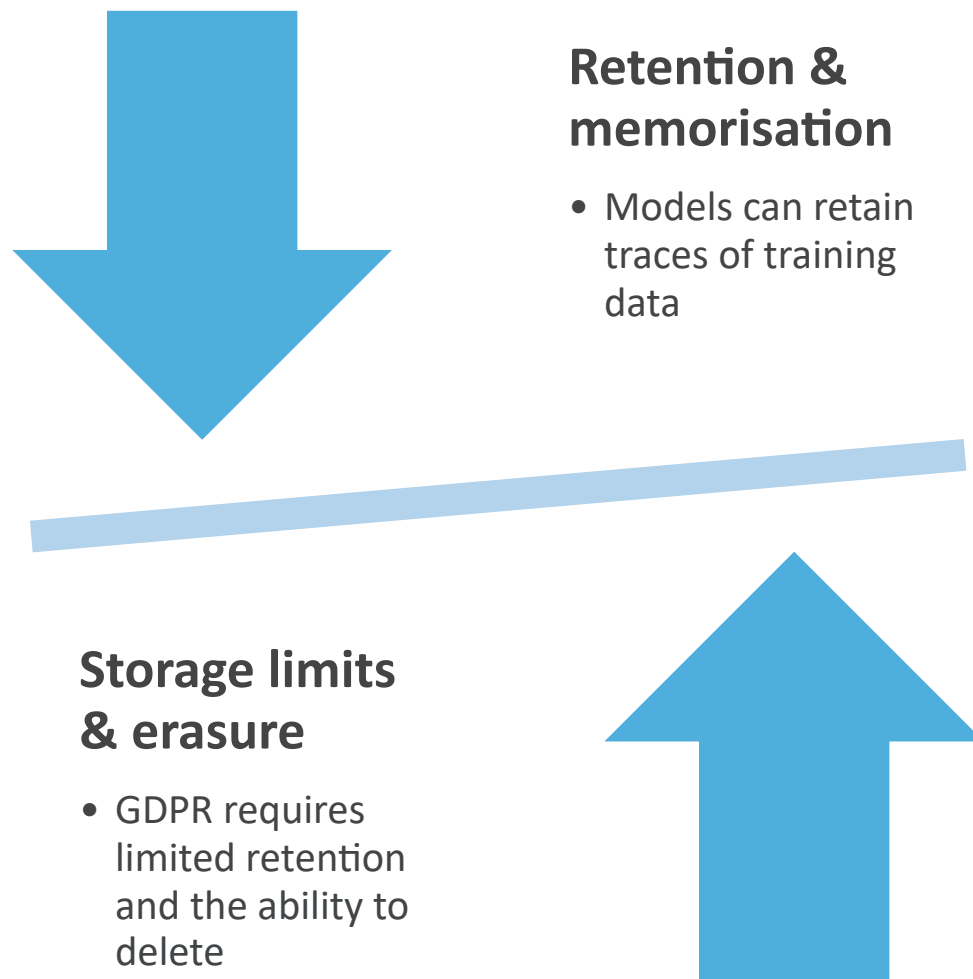 Retention &
memorisation
• Models can retain
traces of training
data
Storage limits
& erasure
• GDPR requires
limited retention
and the ability to
delete